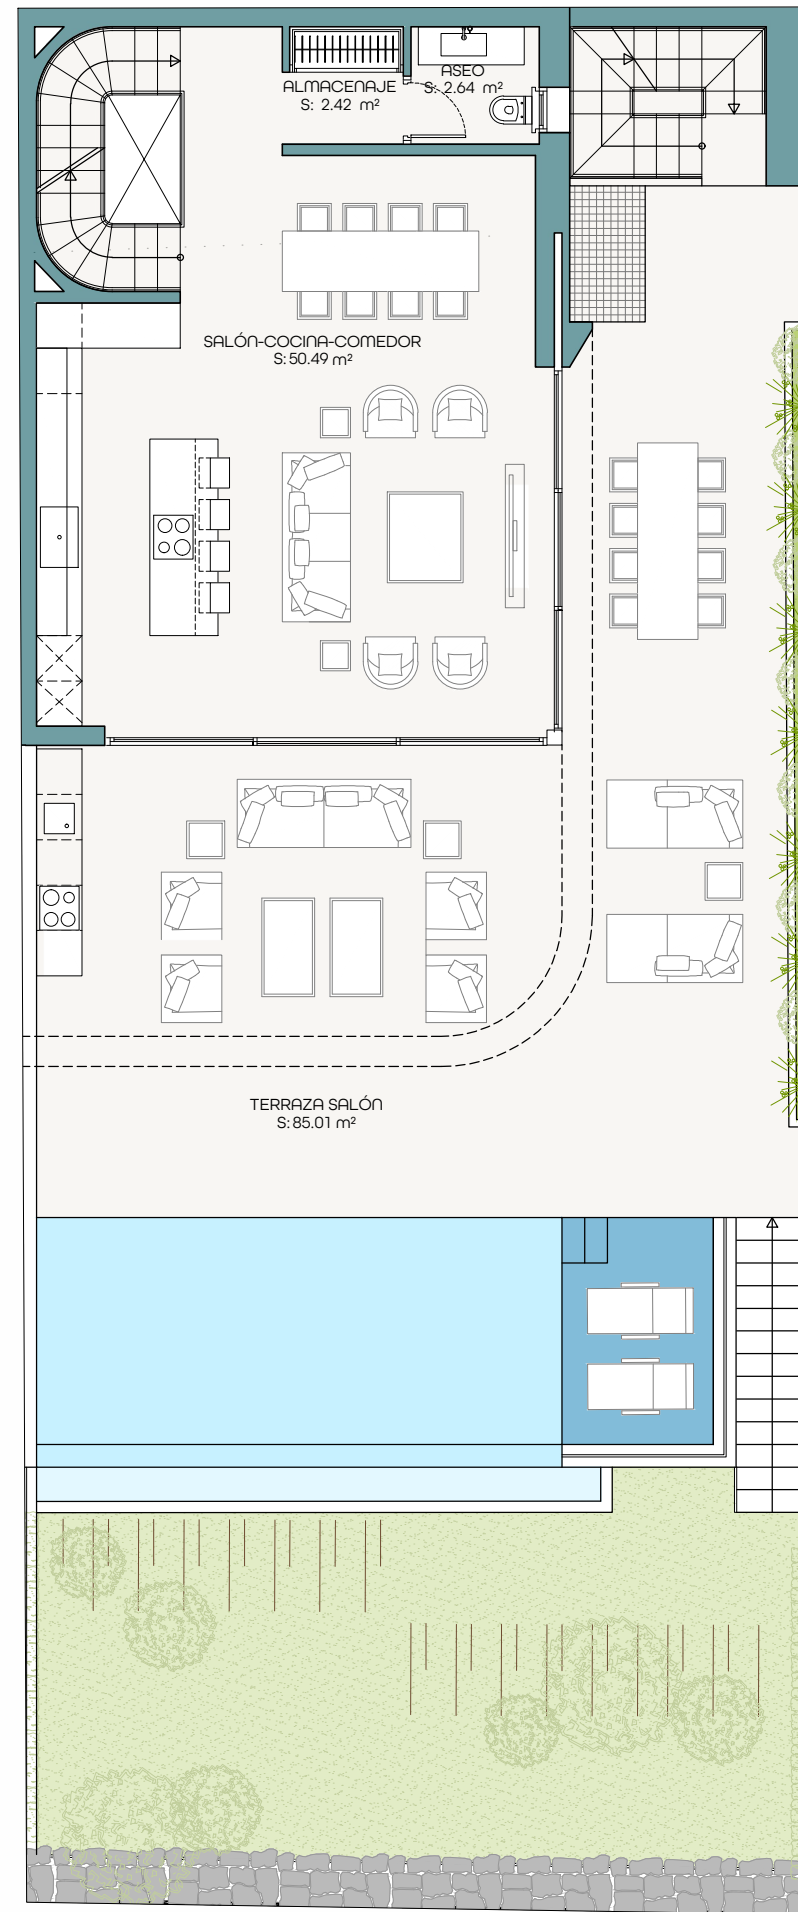 ASEO
S: 2.64 m²
ALMACENAJE
S: 2.42 m²
SALÓN-COCINA-COMEDOR
S: 50.49 m²
TERRAZA SALÓN
S: 85.01 m²